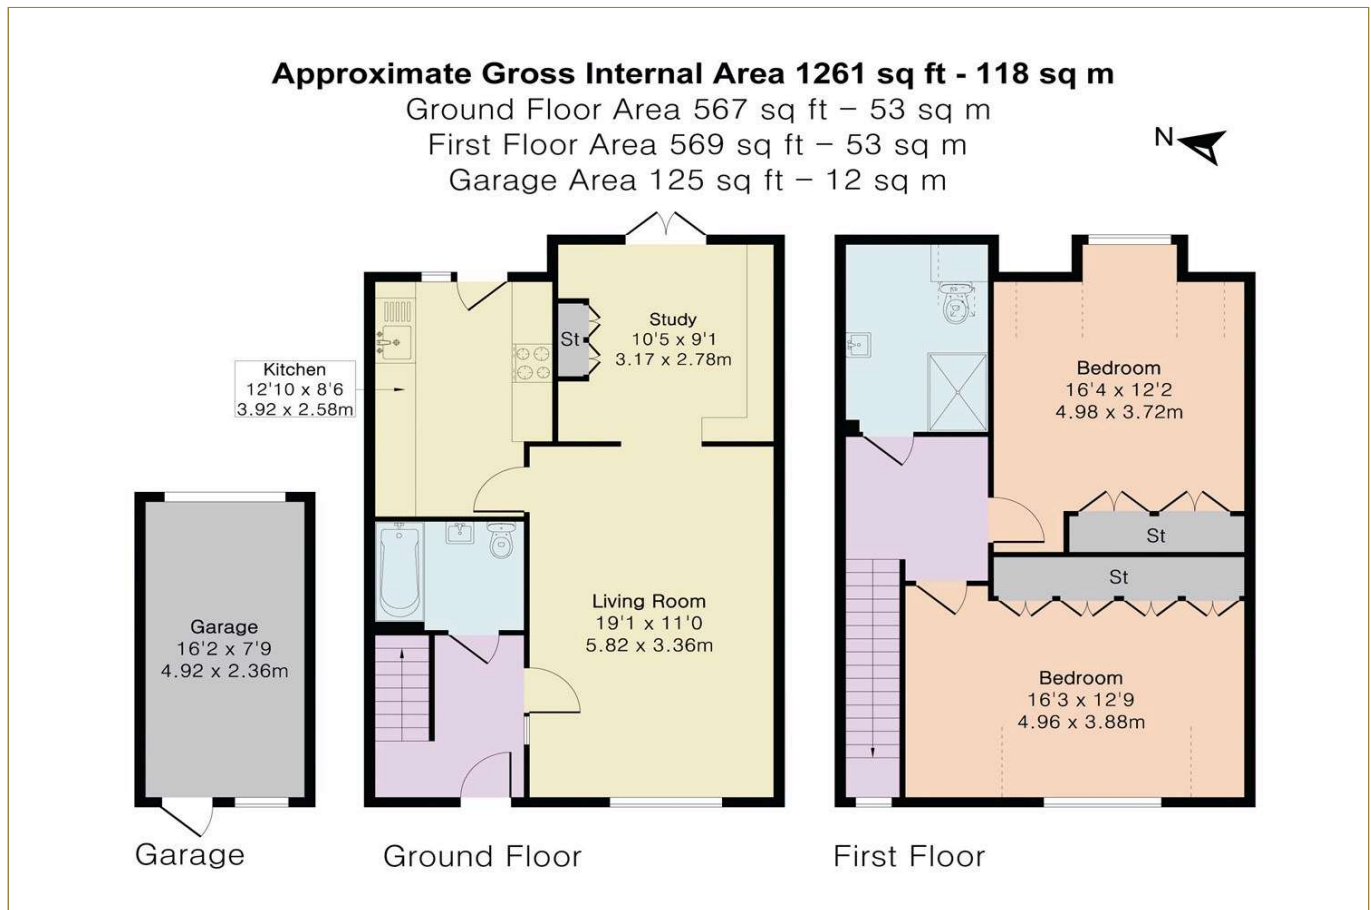 Approximate Gross Internal Area 1261 sq ft - 118 sq m
Ground Floor Area 567 sq ft – 53 sq m
First Floor Area 569 sq ft – 53 sq m
Garage Area 125 sq ft – 12 sq m
N
Garage
16'2 x 7'9
4.92 x 2.36m
Garage
Kitchen
12'10 x 8'6
3.92 x 2.58m
St
Study
10'5 x 9'1
3.17 x 2.78m
Living Room
19'1 x 11'0
5.82 x 3.36m
Ground Floor
Bedroom
16'4 x 12'2
4.98 x 3.72m
St
St
Bedroom
16'3 x 12'9
4.96 x 3.88m
First Floor